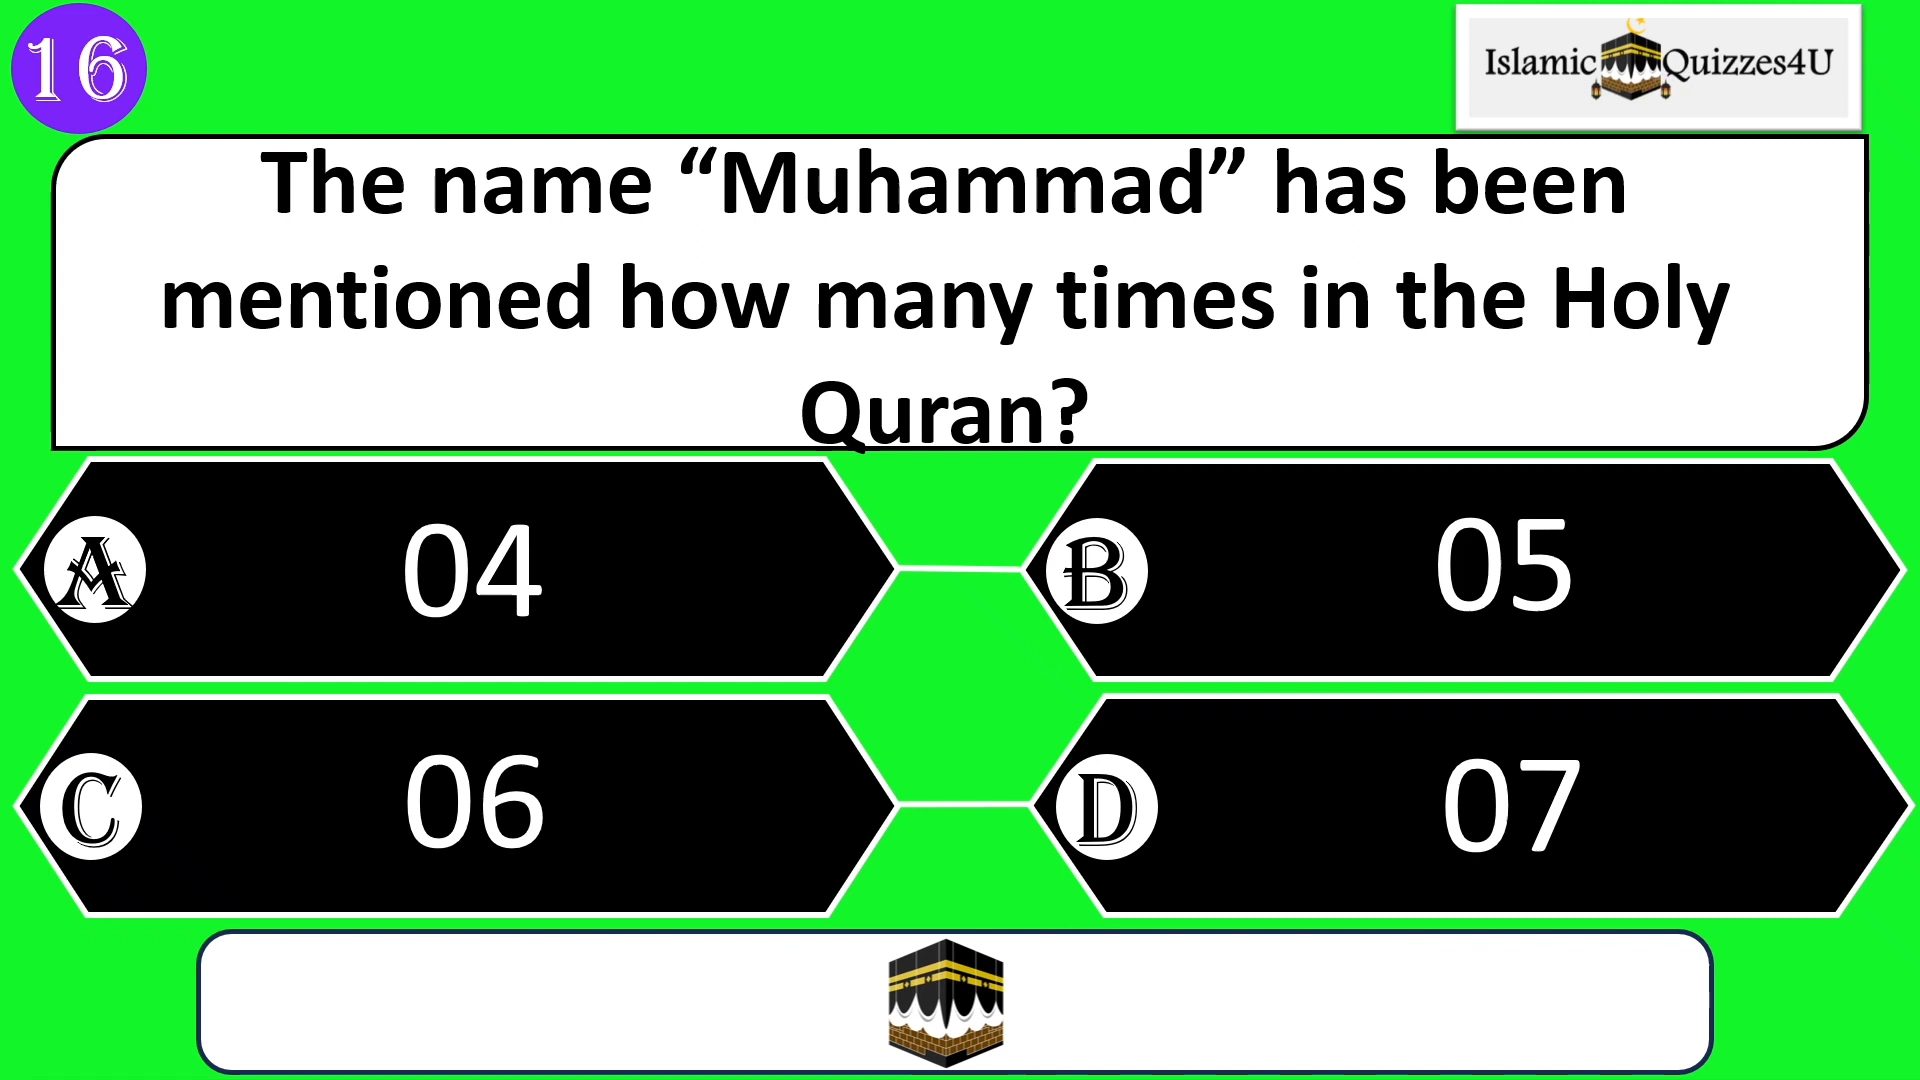 16
Islamic Quizzes4U
The name “Muhammad” has been
mentioned how many times in the Holy
Quran?
A 04
B 05
C 06
D 07